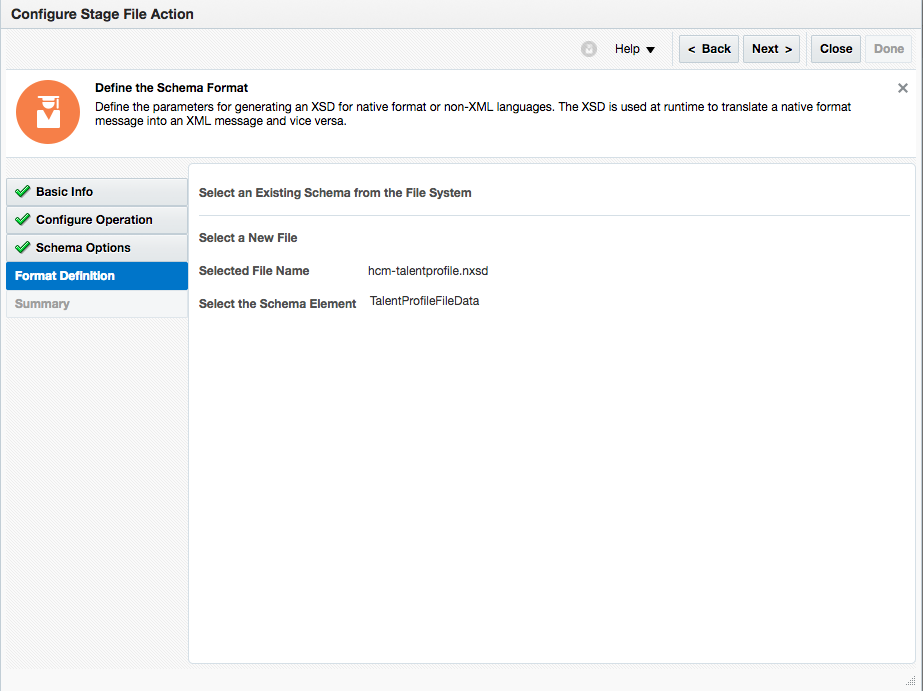 Configure Stage File Action
Help
< Back
Next >
Close
Done
Define the Schema Format
Define the parameters for generating an XSD for native format or non-XML languages. The XSD is used at runtime to translate a native format
message into an XML message and vice versa.
Basic Info
Configure Operation
Schema Options
Format Definition
Summary
Select an Existing Schema from the File System
Select a New File
Selected File Name hcm-talentprofile.nxsd
Select the Schema Element TalentProfileFileData